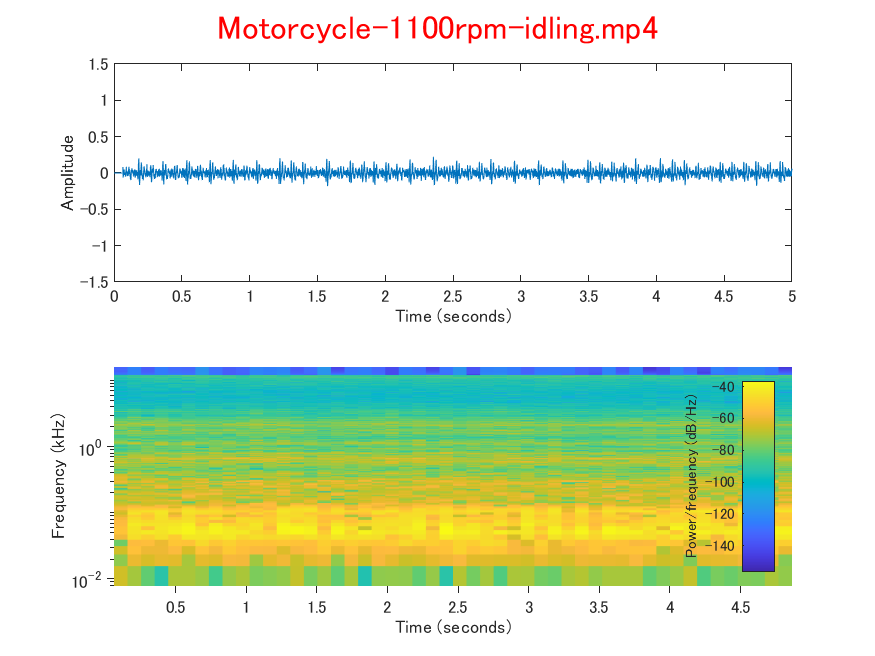 Motorcycle-1100rpm-idling.mp4
1.5
1
0.5
0
-0.5
-1
-1.5
Amplitude
0 0.5 1 1.5 2 2.5 3 3.5 4 4.5 5
Time (seconds)
Frequency (kHz)
10^0
10^-2
Power/frequency (dB/Hz)
-40
-60
-80
-100
-120
-140
0.5 1 1.5 2 2.5 3 3.5 4 4.5
Time (seconds)